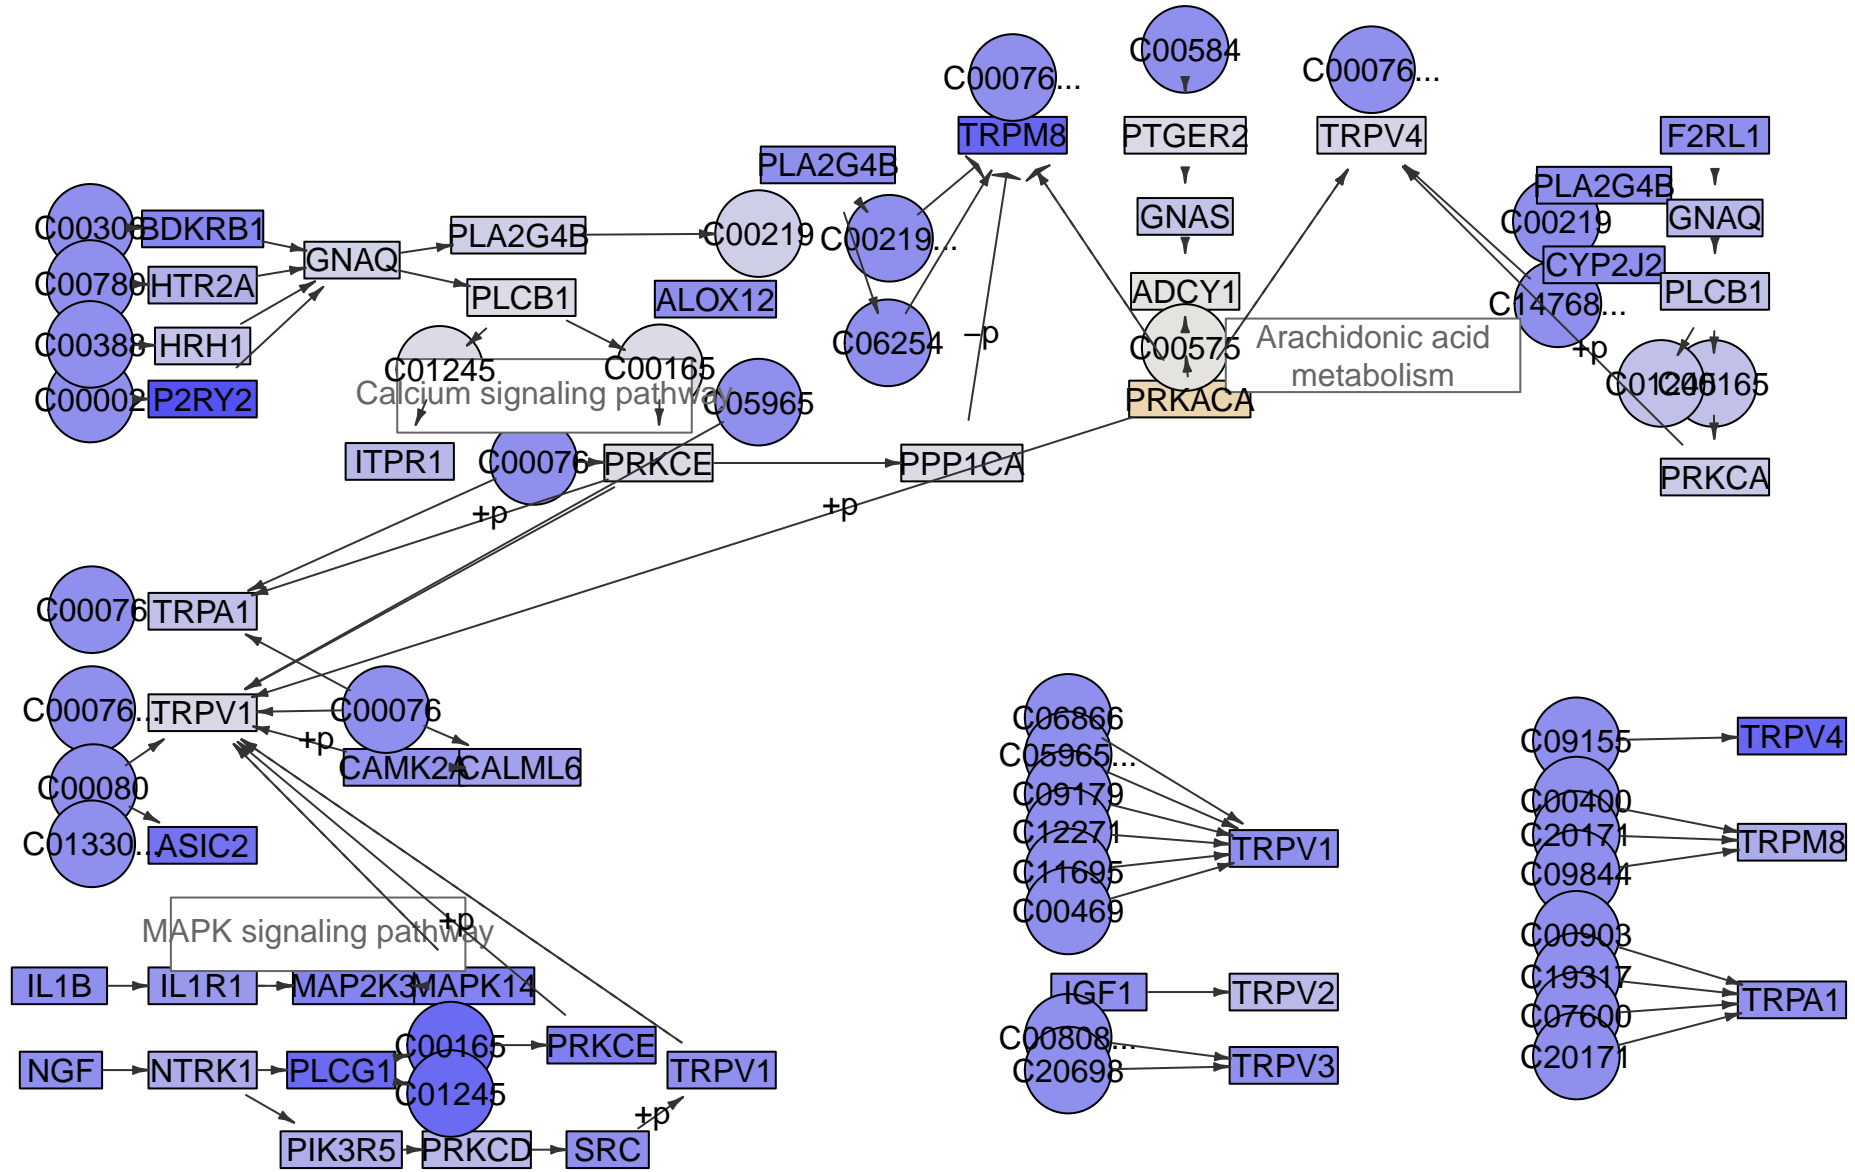 C00584
C00076...
C00076...
TRPM8
PTGER2
TRPV4
F2RL1
PLA2G4B
PLA2G4B
C00219
GNAS
GNAQ
BDKRB1
PLA2G4B
C00219
C00219...
GNAQ
CYP2J2
C00780
HTR2A
PLCB1
ALOX12
ADCY1
PLCB1
C14768...
C00388
HRH1
C06254
–p
C00575
Arachidonic acid
metabolism
+p
C01245
C00165
Calcium signaling pathway
C00002
P2RY2
C05965
PRKACA
C01245
C00165
ITPR1
C00076
PRKCE
PPP1CA
PRKCA
+p
+p
C00076
TRPA1
C00076...
TRPV1
C00076
+p
CAMK2A
CALML6
C00080
C01330...
ASIC2
C06866
C05965...
C09179
C12271
C11695
C00469
TRPV1
C09155
TRPV4
C00400
C20171
C09844
TRPM8
MAPK signaling pathway
+p
IL1B
IL1R1
MAP2K3
MAPK14
IGF1
TRPV2
C00903
C19317
C07600
C20171
TRPA1
NGF
NTRK1
PLCG1
C00165
C01245
PRKCE
TRPV1
C00808...
C20698
TRPV3
+p
PIK3R5
PRKCD
SRC